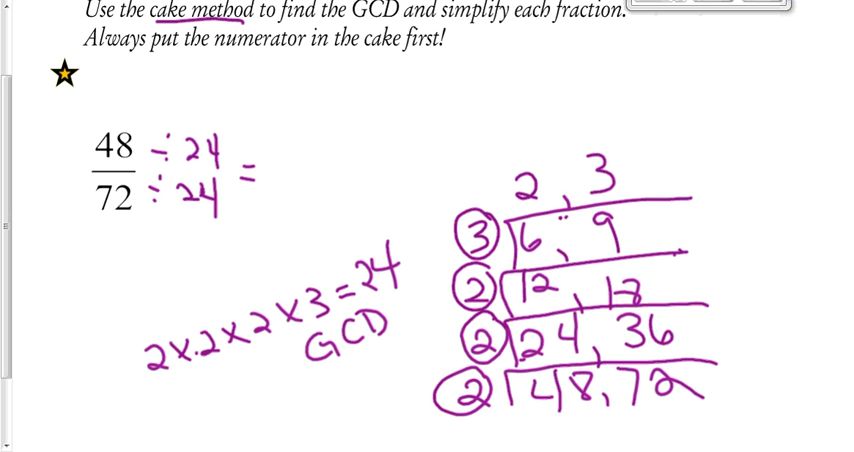 Use the cake method to find the GCD and simplify each fraction.
Always put the numerator in the cake first!
48 ÷ 24
72 ÷ 24 =
2 x 2 x 2 x 3 = 24
GCD
2 , 3
3 6 , 9
2 12 , 18
2 24 , 36
2 48 , 72